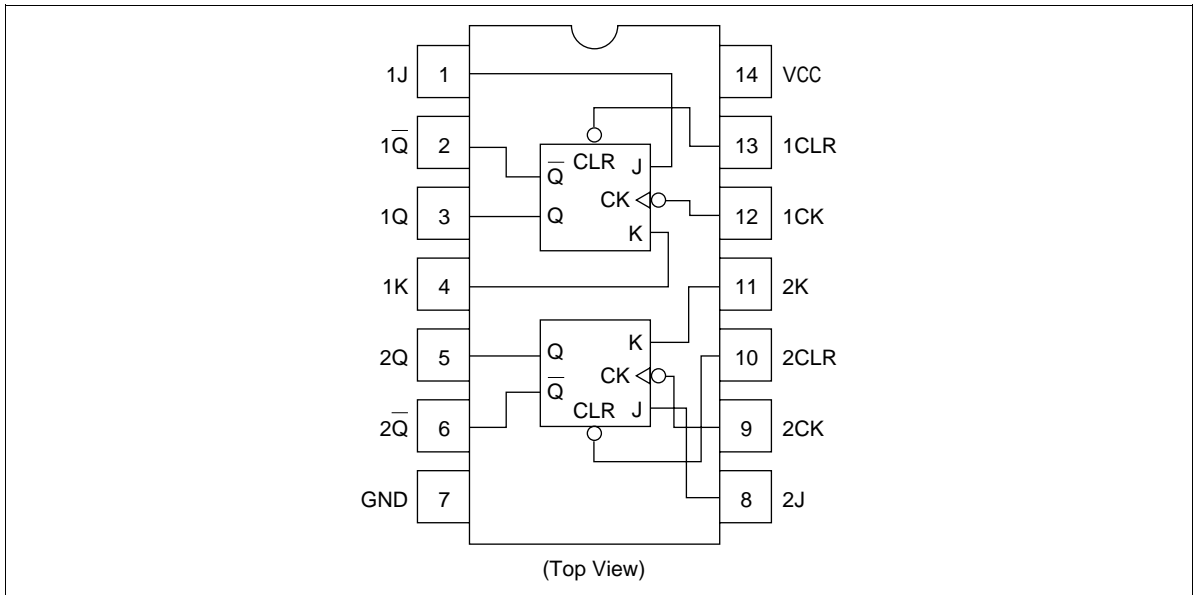 1J 1 14 VCC
1Q̅ 2 13 1CLR
CLR J
Q̅
CK
1Q 3 Q 12 1CK
K
1K 4 11 2K
K
2Q 5 Q 10 2CLR
CK
Q̅
CLR J
2Q̅ 6 9 2CK
GND 7 8 2J
(Top View)